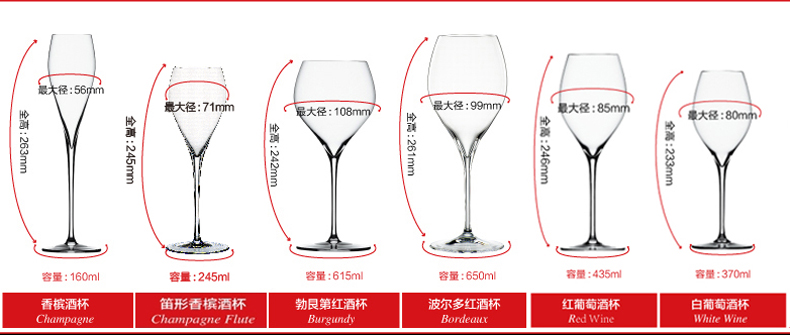 最大径:56mm
全高:263mm
容量:160ml
香槟酒杯
Champagne
最大径:71mm
全高:245mm
容量:245ml
笛形香槟酒杯
Champagne Flute
最大径:108mm
全高:242mm
容量:615ml
勃艮第红酒杯
Burgundy
最大径:99mm
全高:261mm
容量:650ml
波尔多红酒杯
Bordeaux
最大径:85mm
全高:246mm
容量:435ml
红葡萄酒杯
Red Wine
最大径:80mm
全高:233mm
容量:370ml
白葡萄酒杯
White Wine